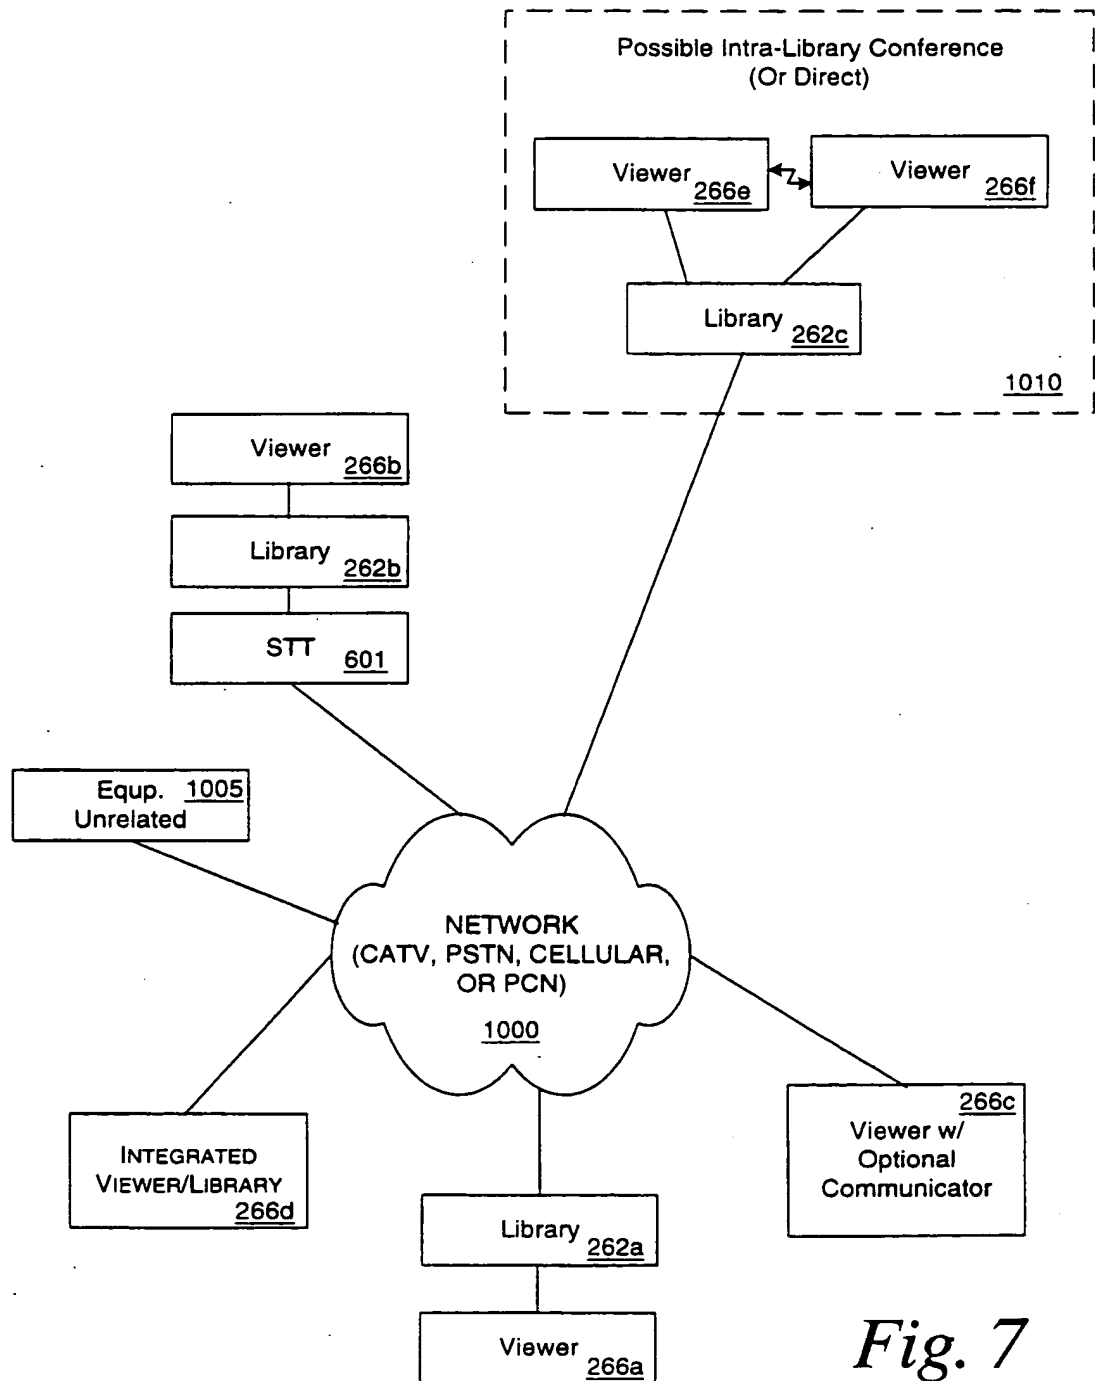 Possible Intra-Library Conference
(Or Direct)
Viewer
266e
Viewer
266f
Library
262c
1010
Viewer
266b
Library
262b
STT
601
Equp.
1005
Unrelated
NETWORK
(CATV, PSTN, CELLULAR,
OR PCN)
1000
266c
Viewer w/
Optional
Communicator
INTEGRATED
VIEWER/LIBRARY
266d
Library
262a
Viewer
266a
Fig. 7